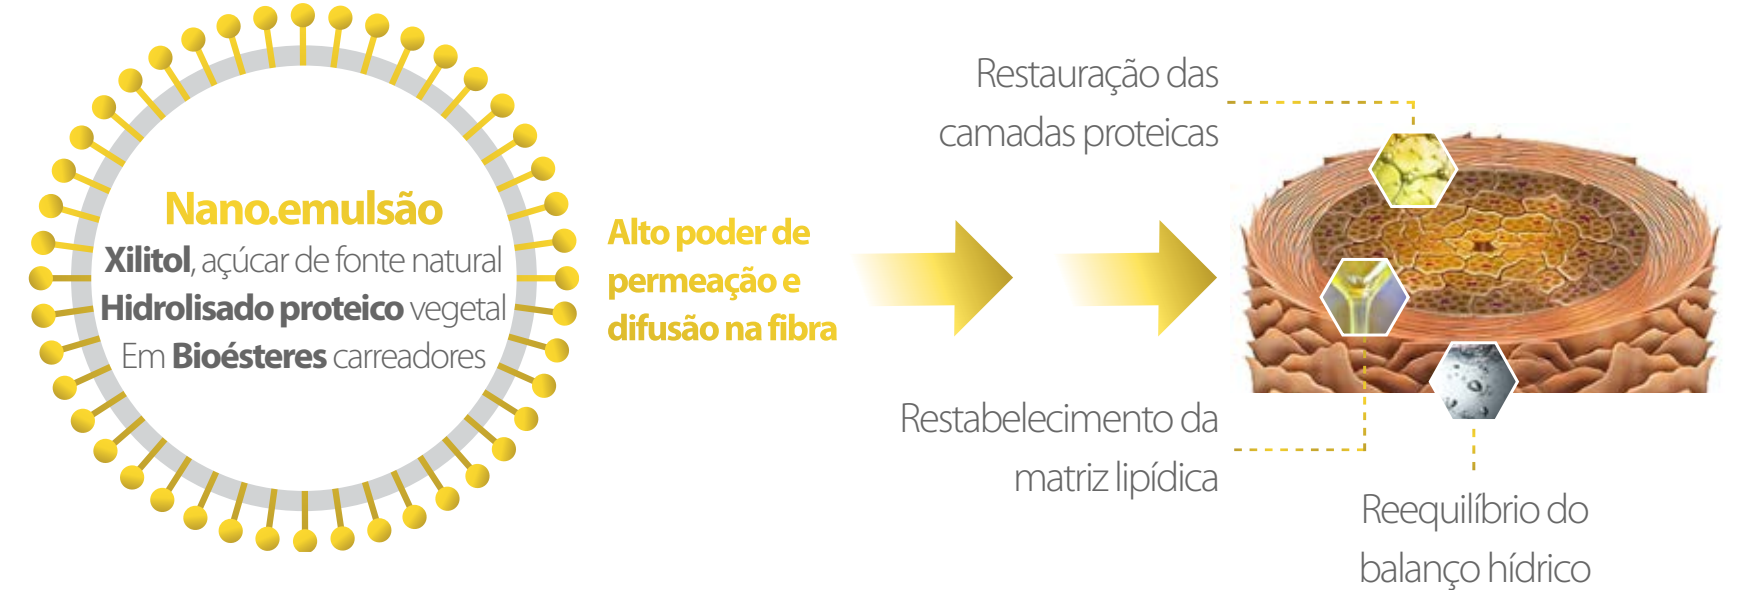 Nano.emulsão
Xilitol, açúcar de fonte natural
Hidrolisado proteico vegetal
Em Bioésteres carreadores
Alto poder de
permeação e
difusão na fibra
Restauração das
camadas proteicas
Restabelecimento da
matriz lipídica
Reequilíbrio do
balanço hídrico